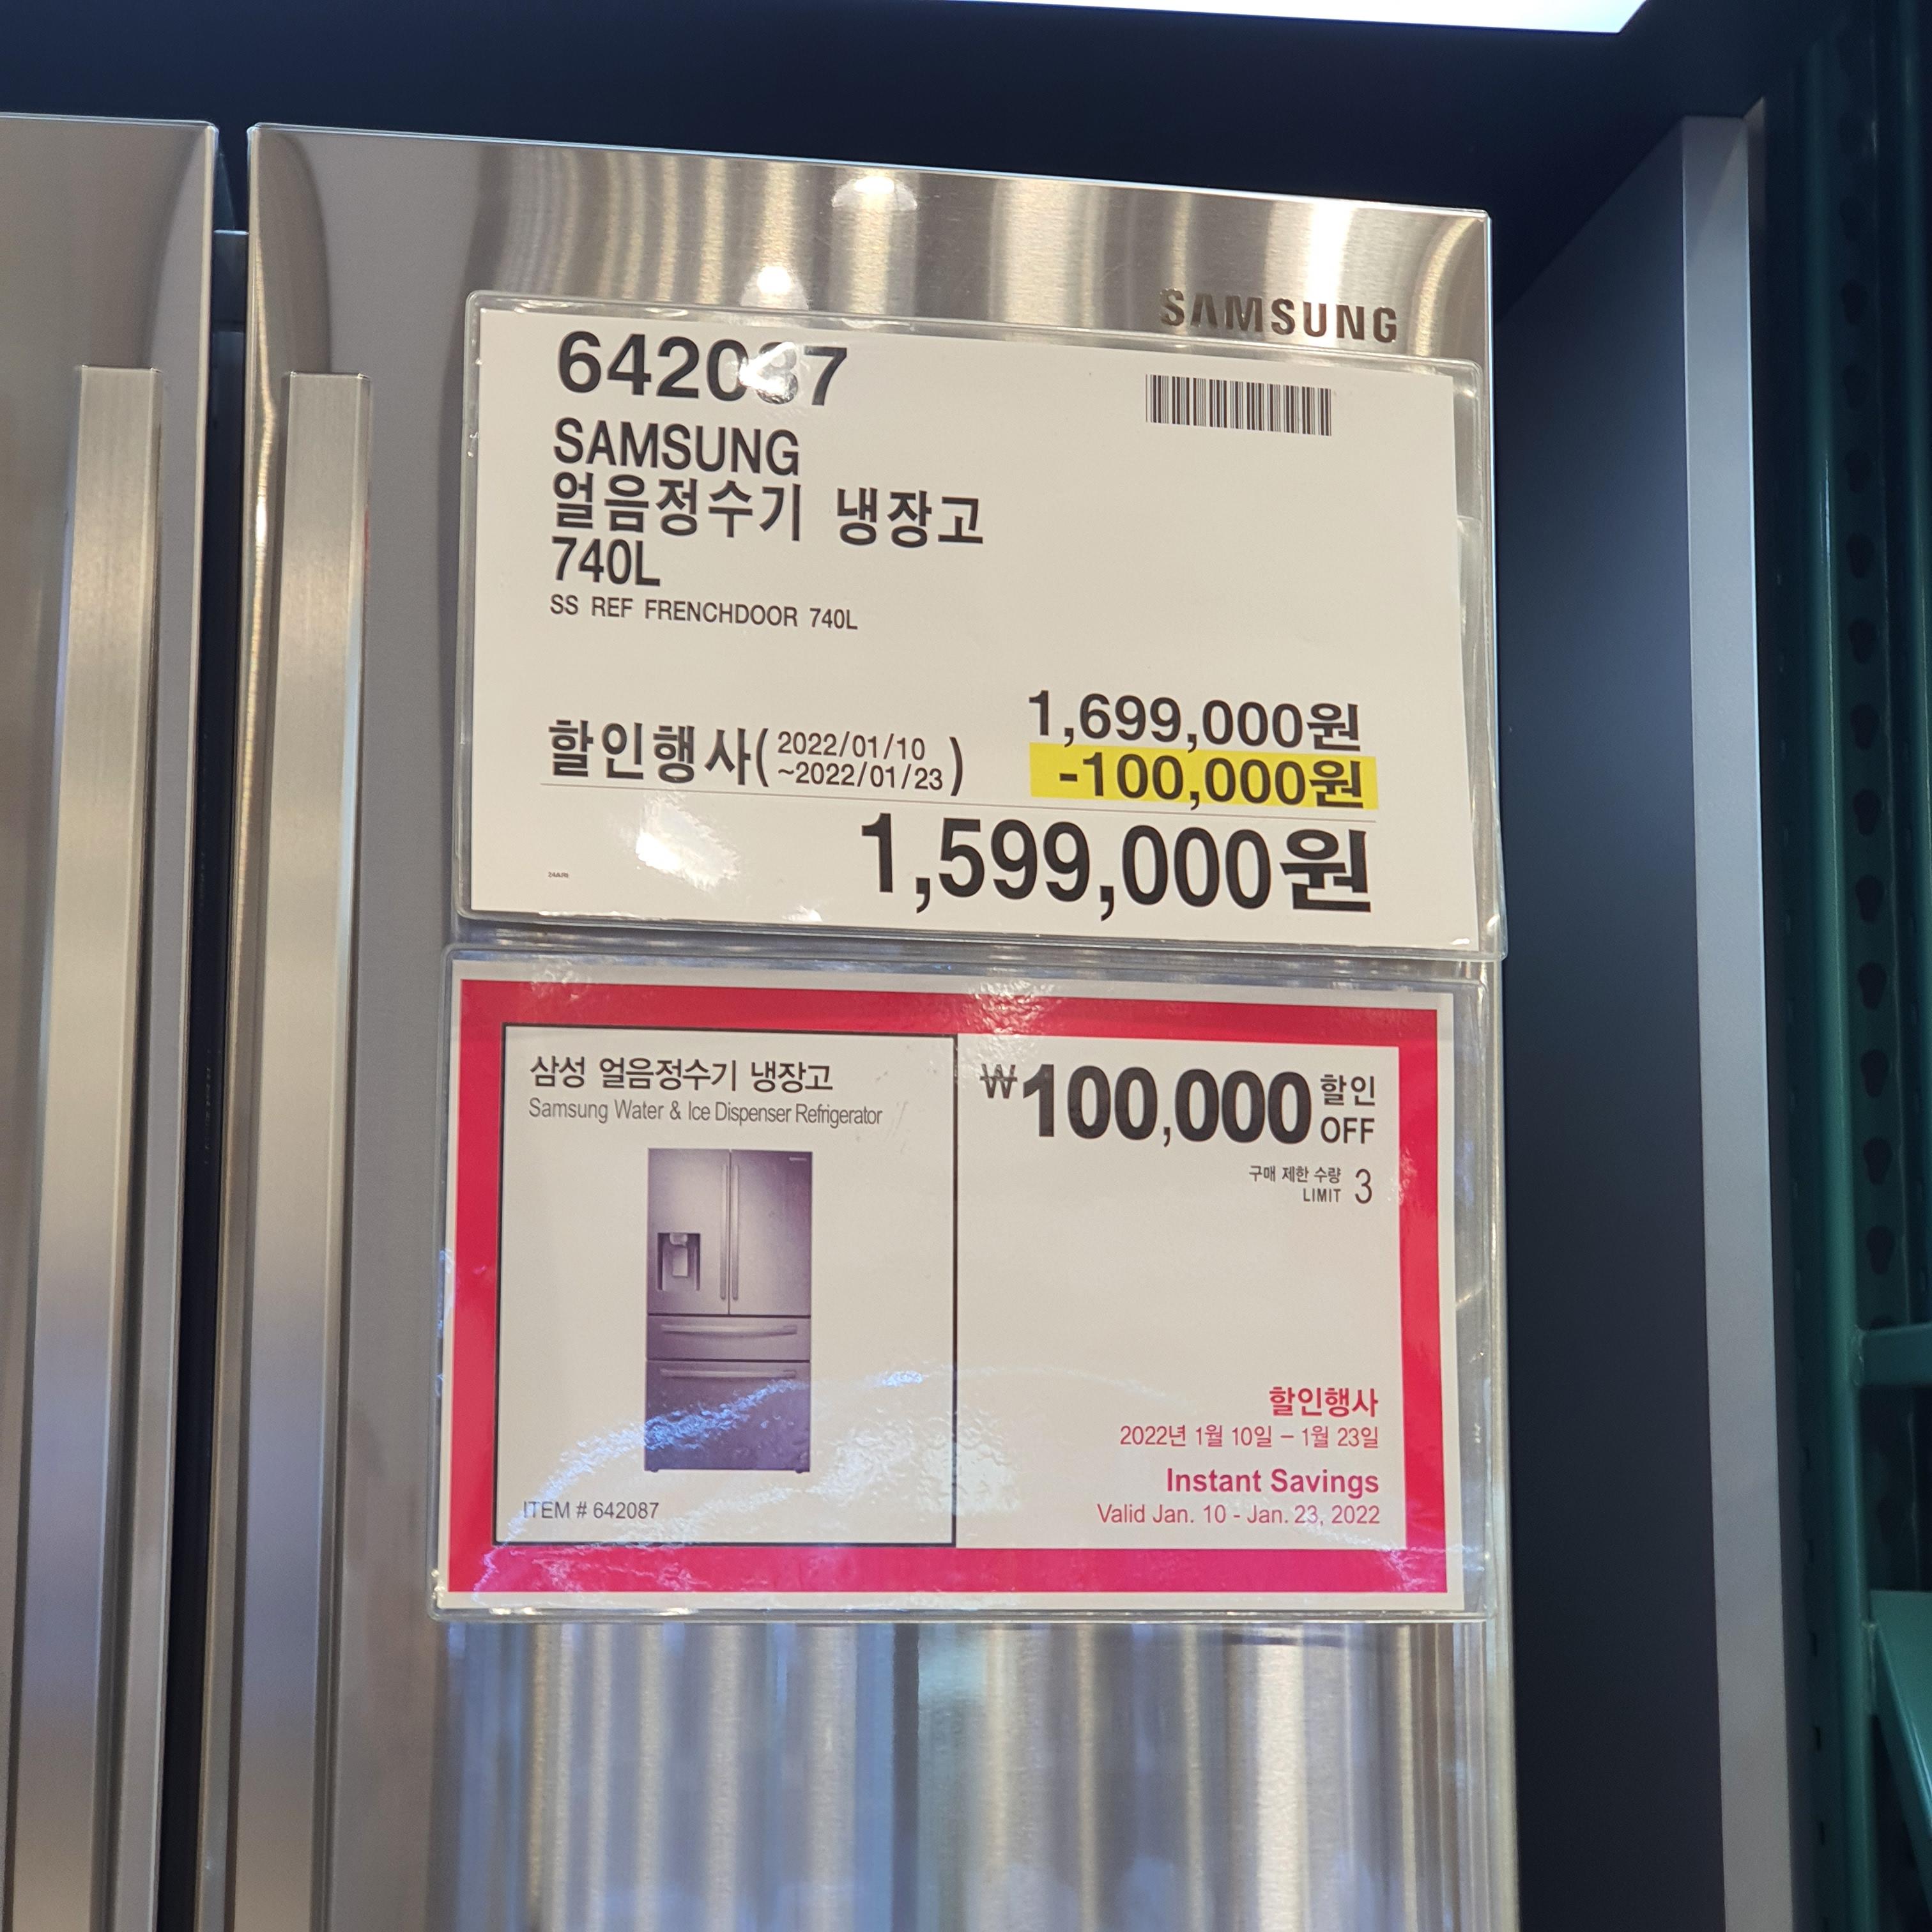 SAMSUNG
642087
SAMSUNG
얼음정수기 냉장고
740L
SS REF FRENCHDOOR 740L
1,699,000원
할인행사(2022/01/10 ~2022/01/23)
-100,000원
1,599,000원
삼성 얼음정수기 냉장고
Samsung Water & Ice Dispenser Refrigerator
ITEM # 642087
₩100,000 할인 OFF
구매 제한 수량 LIMIT 3
할인행사
2022년 1월 10일 – 1월 23일
Instant Savings
Valid Jan. 10 - Jan. 23, 2022